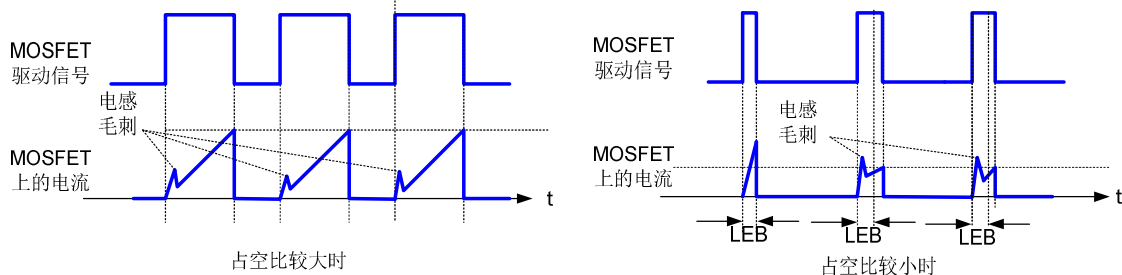 MOSFET
驱动信号
电感
毛刺
MOSFET
上的电流
t
占空比较大时
MOSFET
驱动信号
电感
毛刺
MOSFET
上的电流
t
LEB
LEB
LEB
占空比较小时